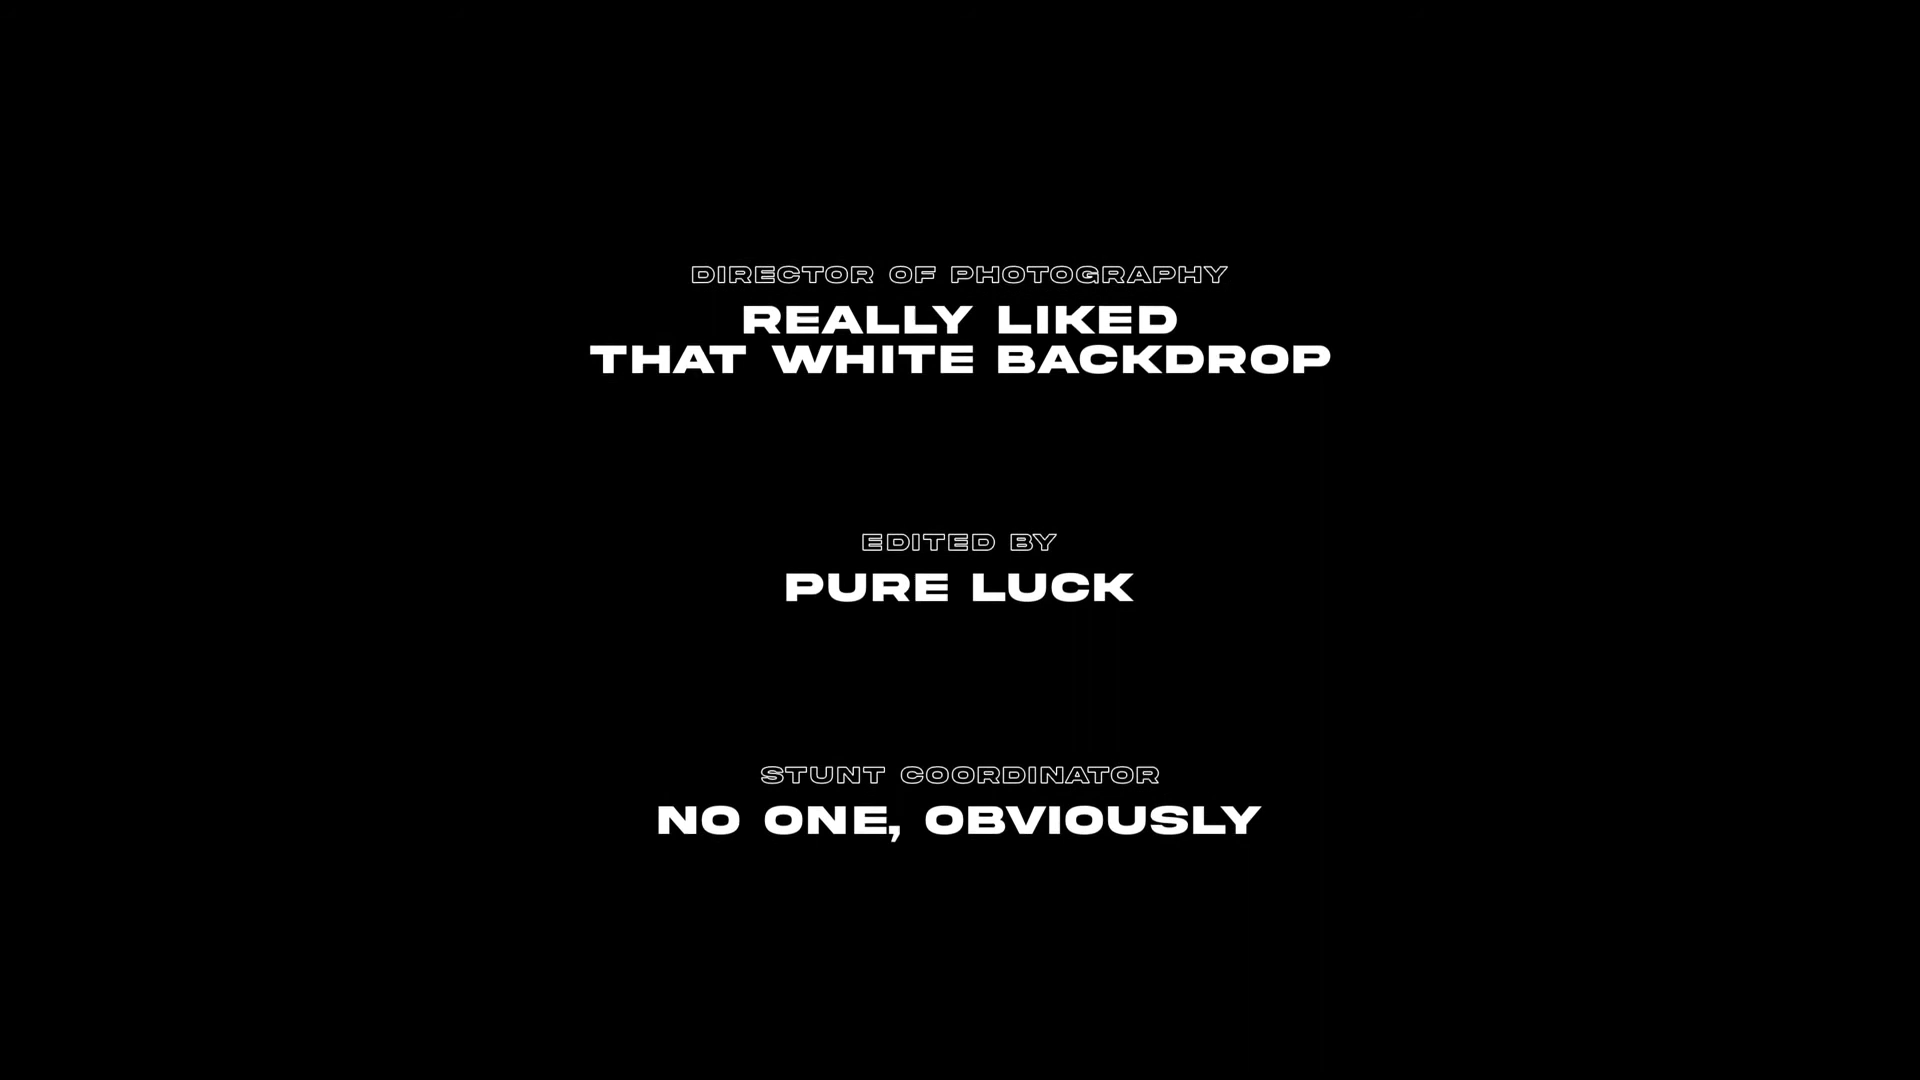 DIRECTOR OF PHOTOGRAPHY
REALLY LIKED
THAT WHITE BACKDROP
EDITED BY
PURE LUCK
STUNT COORDINATOR
NO ONE, OBVIOUSLY